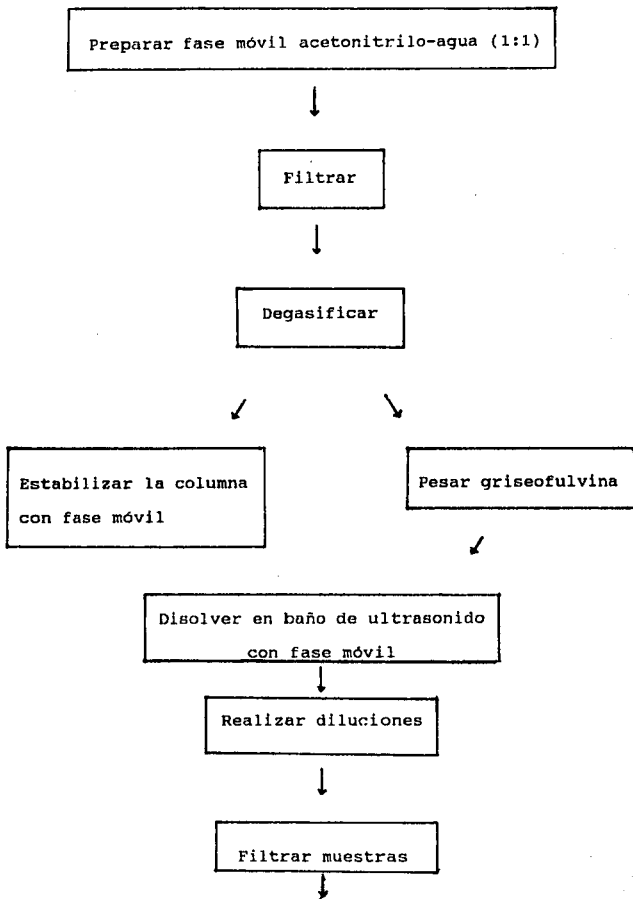 Preparar fase móvil acetonitrilo-agua (1:1)
Filtrar
Degasificar
Estabilizar la columna
con fase móvil
Pesar griseofulvina
Disolver en baño de ultrasonido
con fase móvil
Realizar diluciones
Filtrar muestras